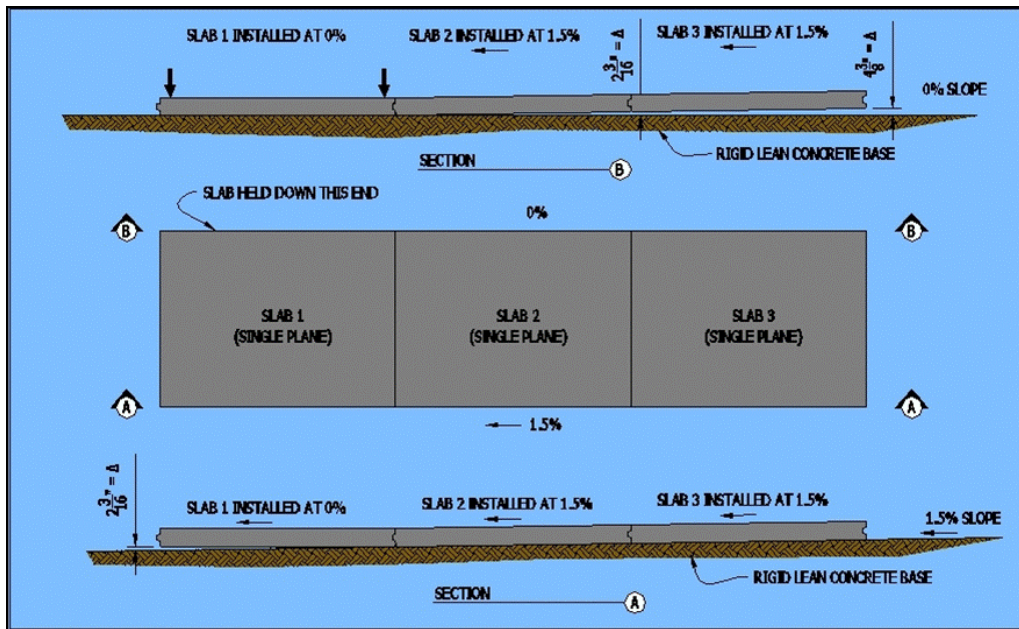 SLAB 1 INSTALLED AT 0%
SLAB 2 INSTALLED AT 1.5%
SLAB 3 INSTALLED AT 1.5%
2 3/16" = Δ
4 3/8" = Δ
0% SLOPE
RIGID LEAN CONCRETE BASE
SECTION B
SLAB HELD DOWN THIS END
0%
B
B
SLAB 1
(SINGLE PLANE)
SLAB 2
(SINGLE PLANE)
SLAB 3
(SINGLE PLANE)
A
A
1.5%
2 3/16" = Δ
SLAB 1 INSTALLED AT 0%
SLAB 2 INSTALLED AT 1.5%
SLAB 3 INSTALLED AT 1.5%
1.5% SLOPE
RIGID LEAN CONCRETE BASE
SECTION A